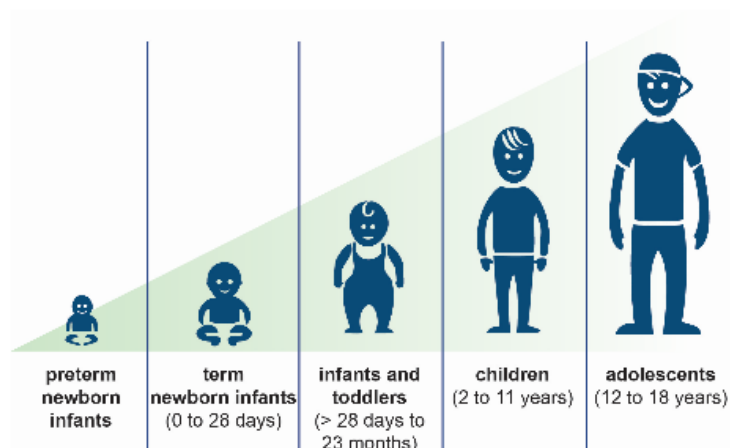 preterm
newborn
infants
term
newborn infants
(0 to 28 days)
infants and
toddlers
(> 28 days to
23 months)
children
(2 to 11 years)
adolescents
(12 to 18 years)